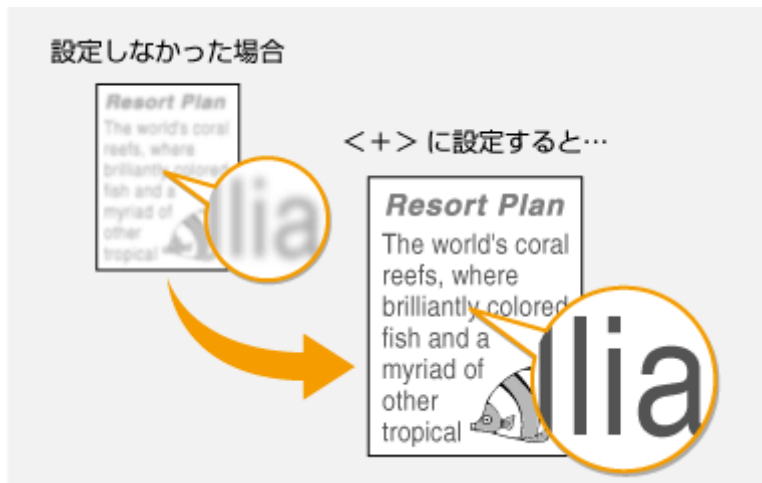 設定しなかった場合
Resort Plan
The world's coral
reefs, where
brilliantly colored
fish and a
myriad of
other
tropical
llia
＜＋＞に設定すると…
Resort Plan
The world's coral
reefs, where
brilliantly colored
fish and a
myriad of
other
tropical
llia